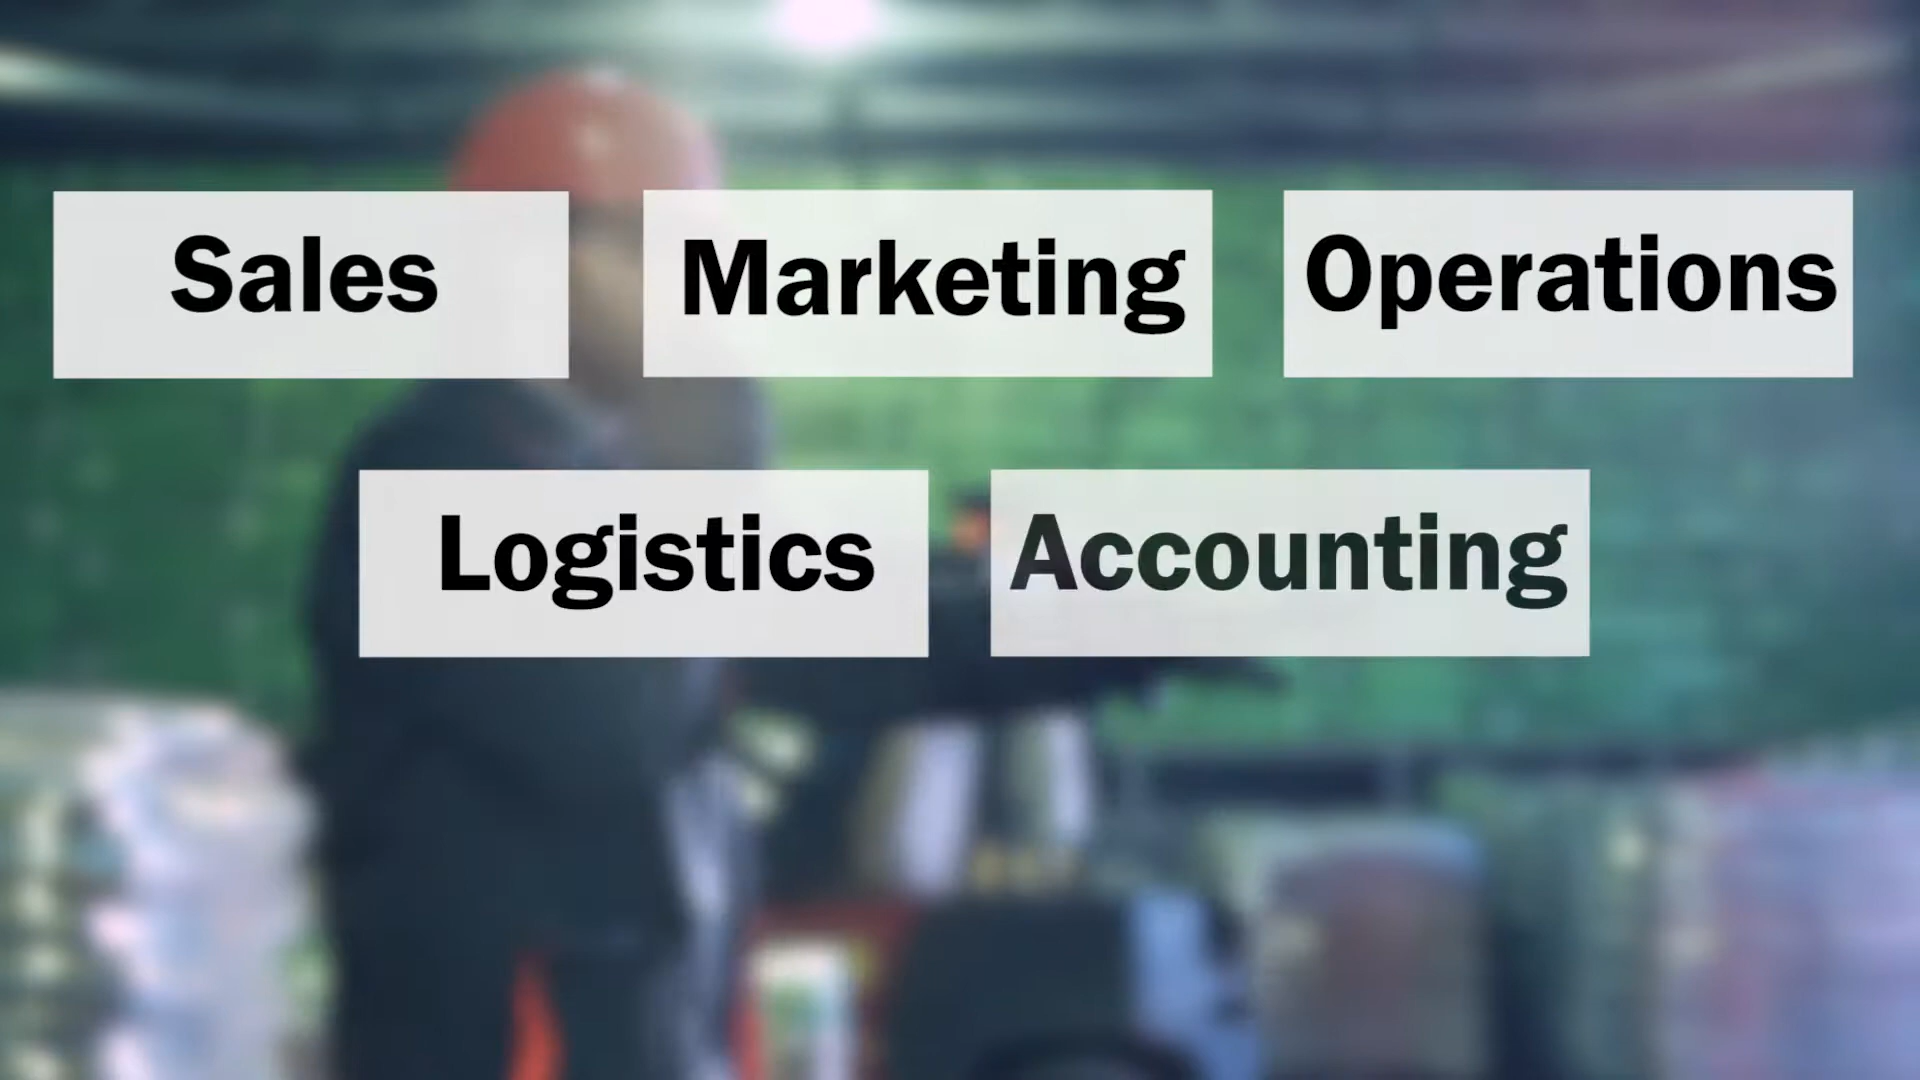 Sales
Marketing
Operations
Logistics
Accounting